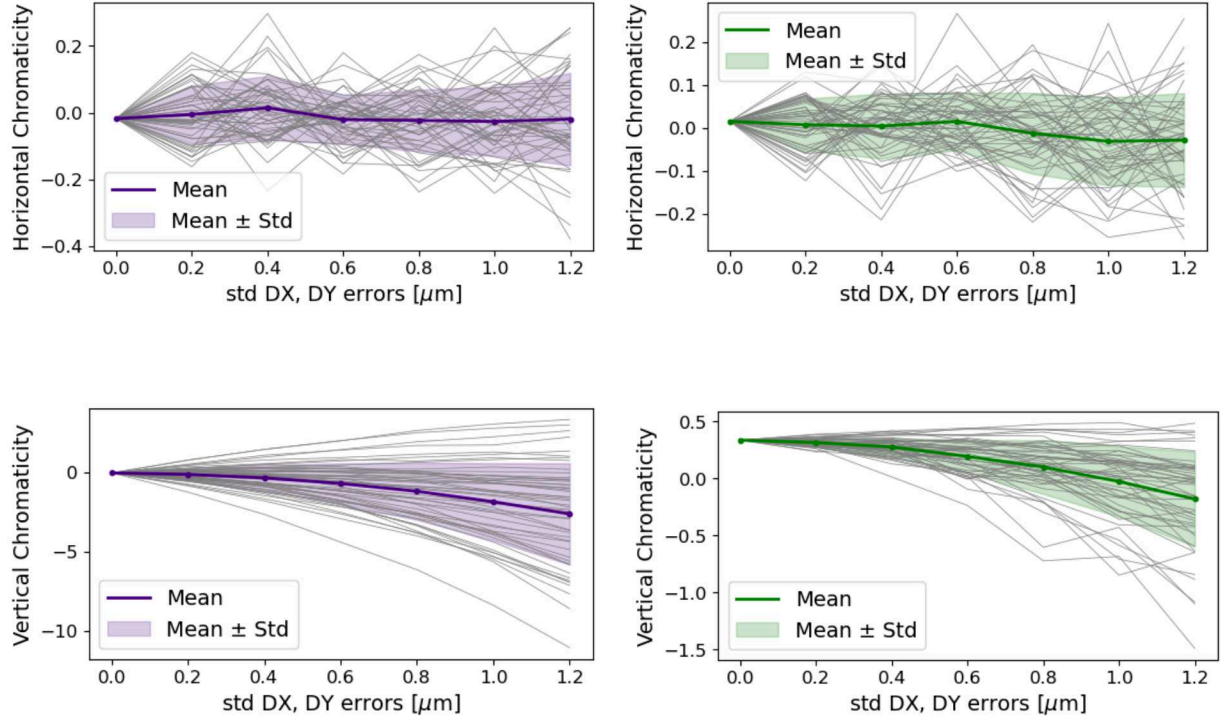 Horizontal Chromaticity
0.2
0.0
−0.2
−0.4
Mean
Mean ± Std
0.0 0.2 0.4 0.6 0.8 1.0 1.2
std DX, DY errors [μm]
Horizontal Chromaticity
0.2
0.1
0.0
−0.1
−0.2
Mean
Mean ± Std
0.0 0.2 0.4 0.6 0.8 1.0 1.2
std DX, DY errors [μm]
Vertical Chromaticity
0
−5
−10
Mean
Mean ± Std
0.0 0.2 0.4 0.6 0.8 1.0 1.2
std DX, DY errors [μm]
Vertical Chromaticity
0.5
0.0
−0.5
−1.0
−1.5
Mean
Mean ± Std
0.0 0.2 0.4 0.6 0.8 1.0 1.2
std DX, DY errors [μm]